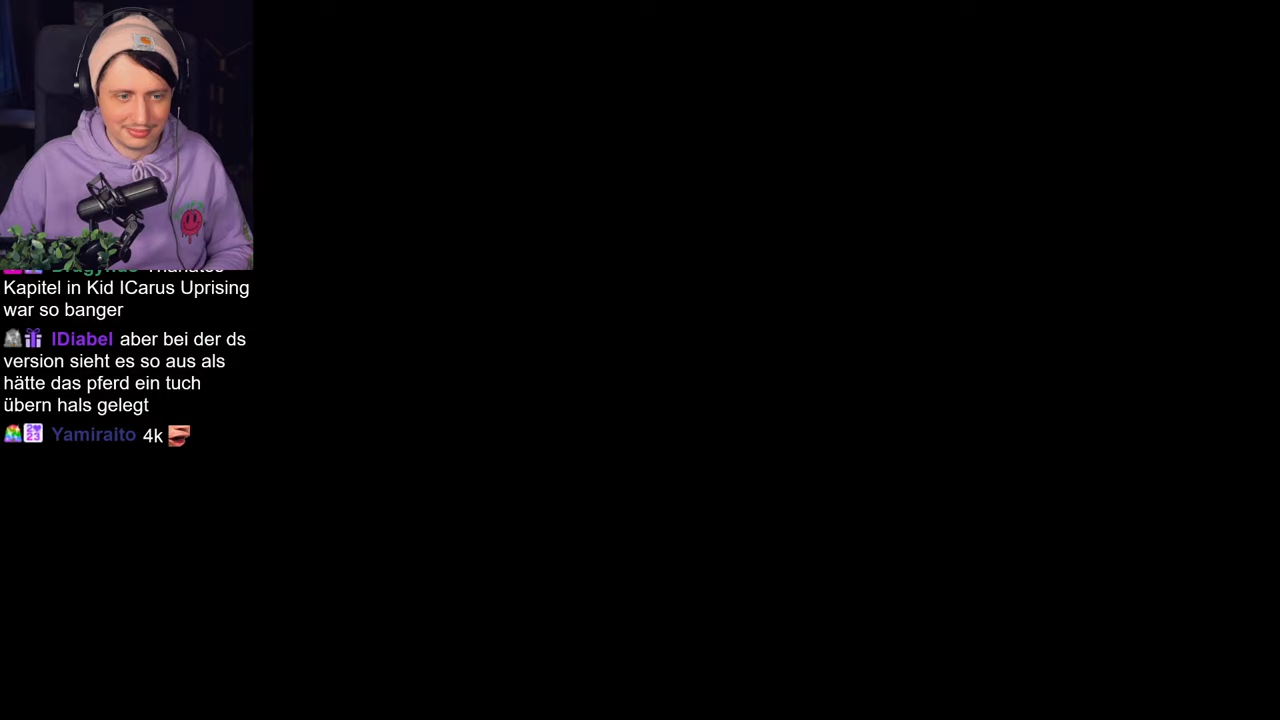 Kapitel in Kid ICarus Uprising
war so banger
IDiabel aber bei der ds
version sieht es so aus als
hätte das pferd ein tuch
übern hals gelegt
Yamiraito 4k